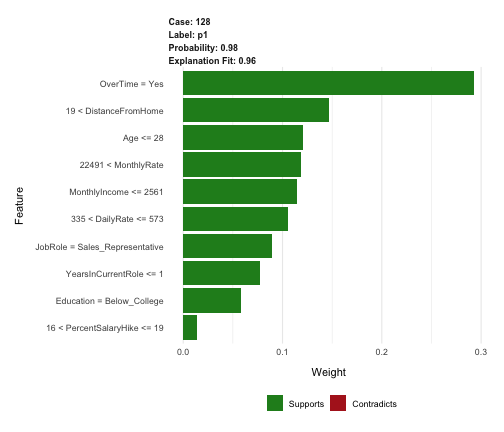 Case: 128
Label: p1
Probability: 0.98
Explanation Fit: 0.96
OverTime = Yes
19 < DistanceFromHome
Age <= 28
22491 < MonthlyRate
MonthlyIncome <= 2561
335 < DailyRate <= 573
JobRole = Sales_Representative
YearsInCurrentRole <= 1
Education = Below_College
16 < PercentSalaryHike <= 19
Feature
0.0 0.1 0.2 0.3
Weight
Supports Contradicts